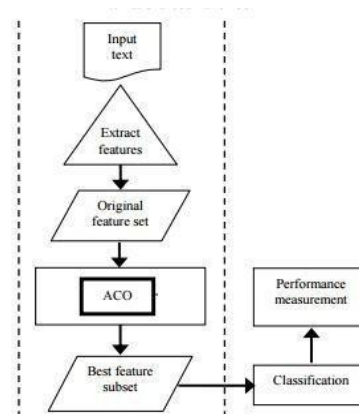 Input
text
Extract
features
Original
feature set
ACO
Best feature
subset
Performance
measurement
Classification